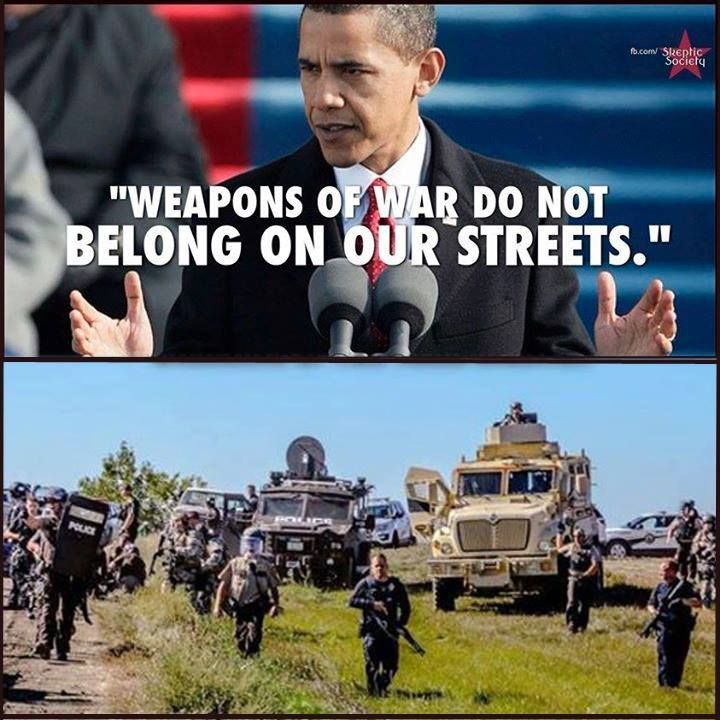 fb.com/ Skeptic
Society
"WEAPONS OF WAR DO NOT
BELONG ON OUR STREETS."
POLICE
POLICE